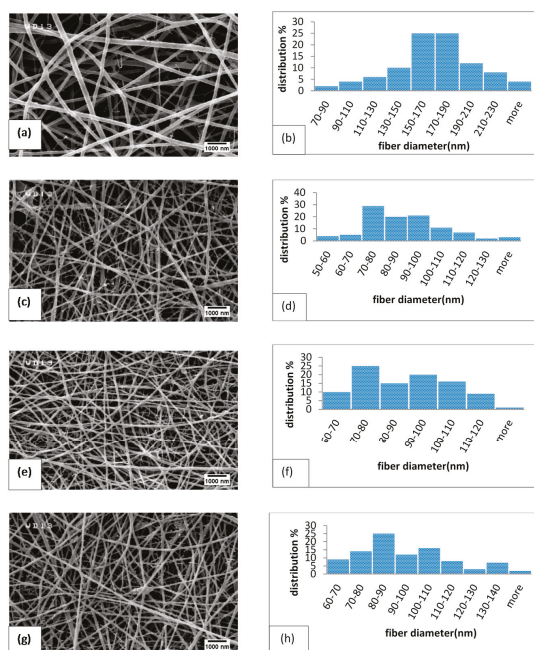 WD13
(a)
1000 nm
distribution %
30
25
20
15
10
5
0
70-90
90-110
110-130
130-150
150-170
170-190
190-210
210-230
more
fiber diameter(nm)
(b)
WD13
(c)
1000 nm
distribution %
40
30
20
10
0
50-60
60-70
70-80
80-90
90-100
100-110
110-120
120-130
more
fiber diameter(nm)
(d)
WD13
(e)
1000 nm
distribution %
30
25
20
15
10
5
0
60-70
70-80
80-90
90-100
100-110
110-120
more
fiber diameter(nm)
(f)
WD13
(g)
1000 nm
distribution %
30
25
20
15
10
5
0
60-70
70-80
80-90
90-100
100-110
110-120
120-130
130-140
more
fiber diameter(nm)
(h)